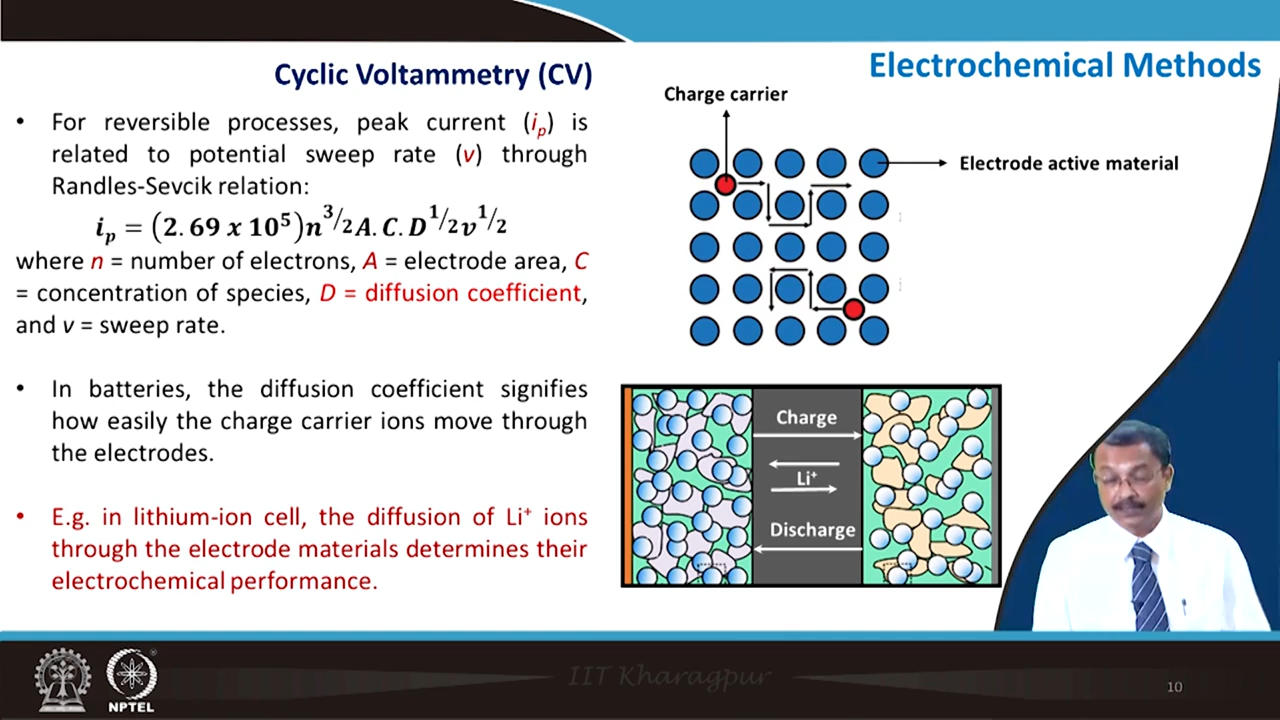 Electrochemical Methods
Cyclic Voltammetry (CV)
• For reversible processes, peak current (iₚ) is
related to potential sweep rate (v) through
Randles-Sevcik relation:
iₚ = (2.69 x 10⁵)n^3/2 A.C.D^1/2 v^1/2
where n = number of electrons, A = electrode area, C
= concentration of species, D = diffusion coefficient,
and v = sweep rate.
• In batteries, the diffusion coefficient signifies
how easily the charge carrier ions move through
the electrodes.
• E.g. in lithium-ion cell, the diffusion of Li⁺ ions
through the electrode materials determines their
electrochemical performance.
Charge carrier
Electrode active material
Charge
Li⁺
Discharge
NPTEL
IIT Kharagpur
10